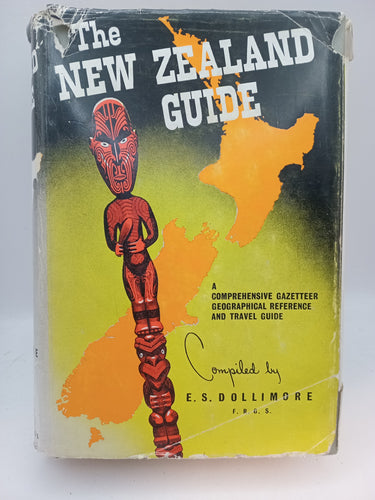 The
NEW ZEALAND
GUIDE
A
COMPREHENSIVE GAZETTEER
GEOGRAPHICAL REFERENCE
AND TRAVEL GUIDE
Compiled by
E. S. DOLLIMORE
F. R. G. S.